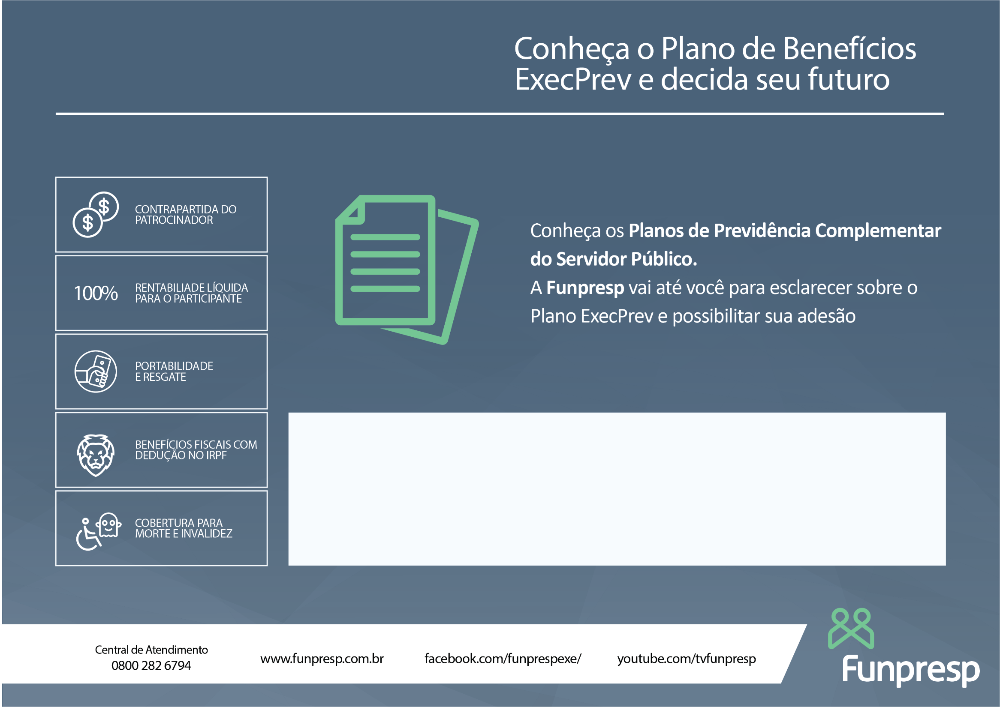 Conheça o Plano de Benefícios
ExecPrev e decida seu futuro
$
$
CONTRAPARTIDA DO
PATROCINADOR
100%
RENTABILIADE LÍQUIDA
PARA O PARTICIPANTE
PORTABILIDADE
E RESGATE
BENEFÍCIOS FISCAIS COM
DEDUÇÃO NO IRPF
COBERTURA PARA
MORTE E INVALIDEZ
Conheça os Planos de Previdência Complementar
do Servidor Público.
A Funpresp vai até você para esclarecer sobre o
Plano ExecPrev e possibilitar sua adesão
Central de Atendimento
0800 282 6794
www.funpresp.com.br
facebook.com/funprespexe/
youtube.com/tvfunpresp
Funpresp